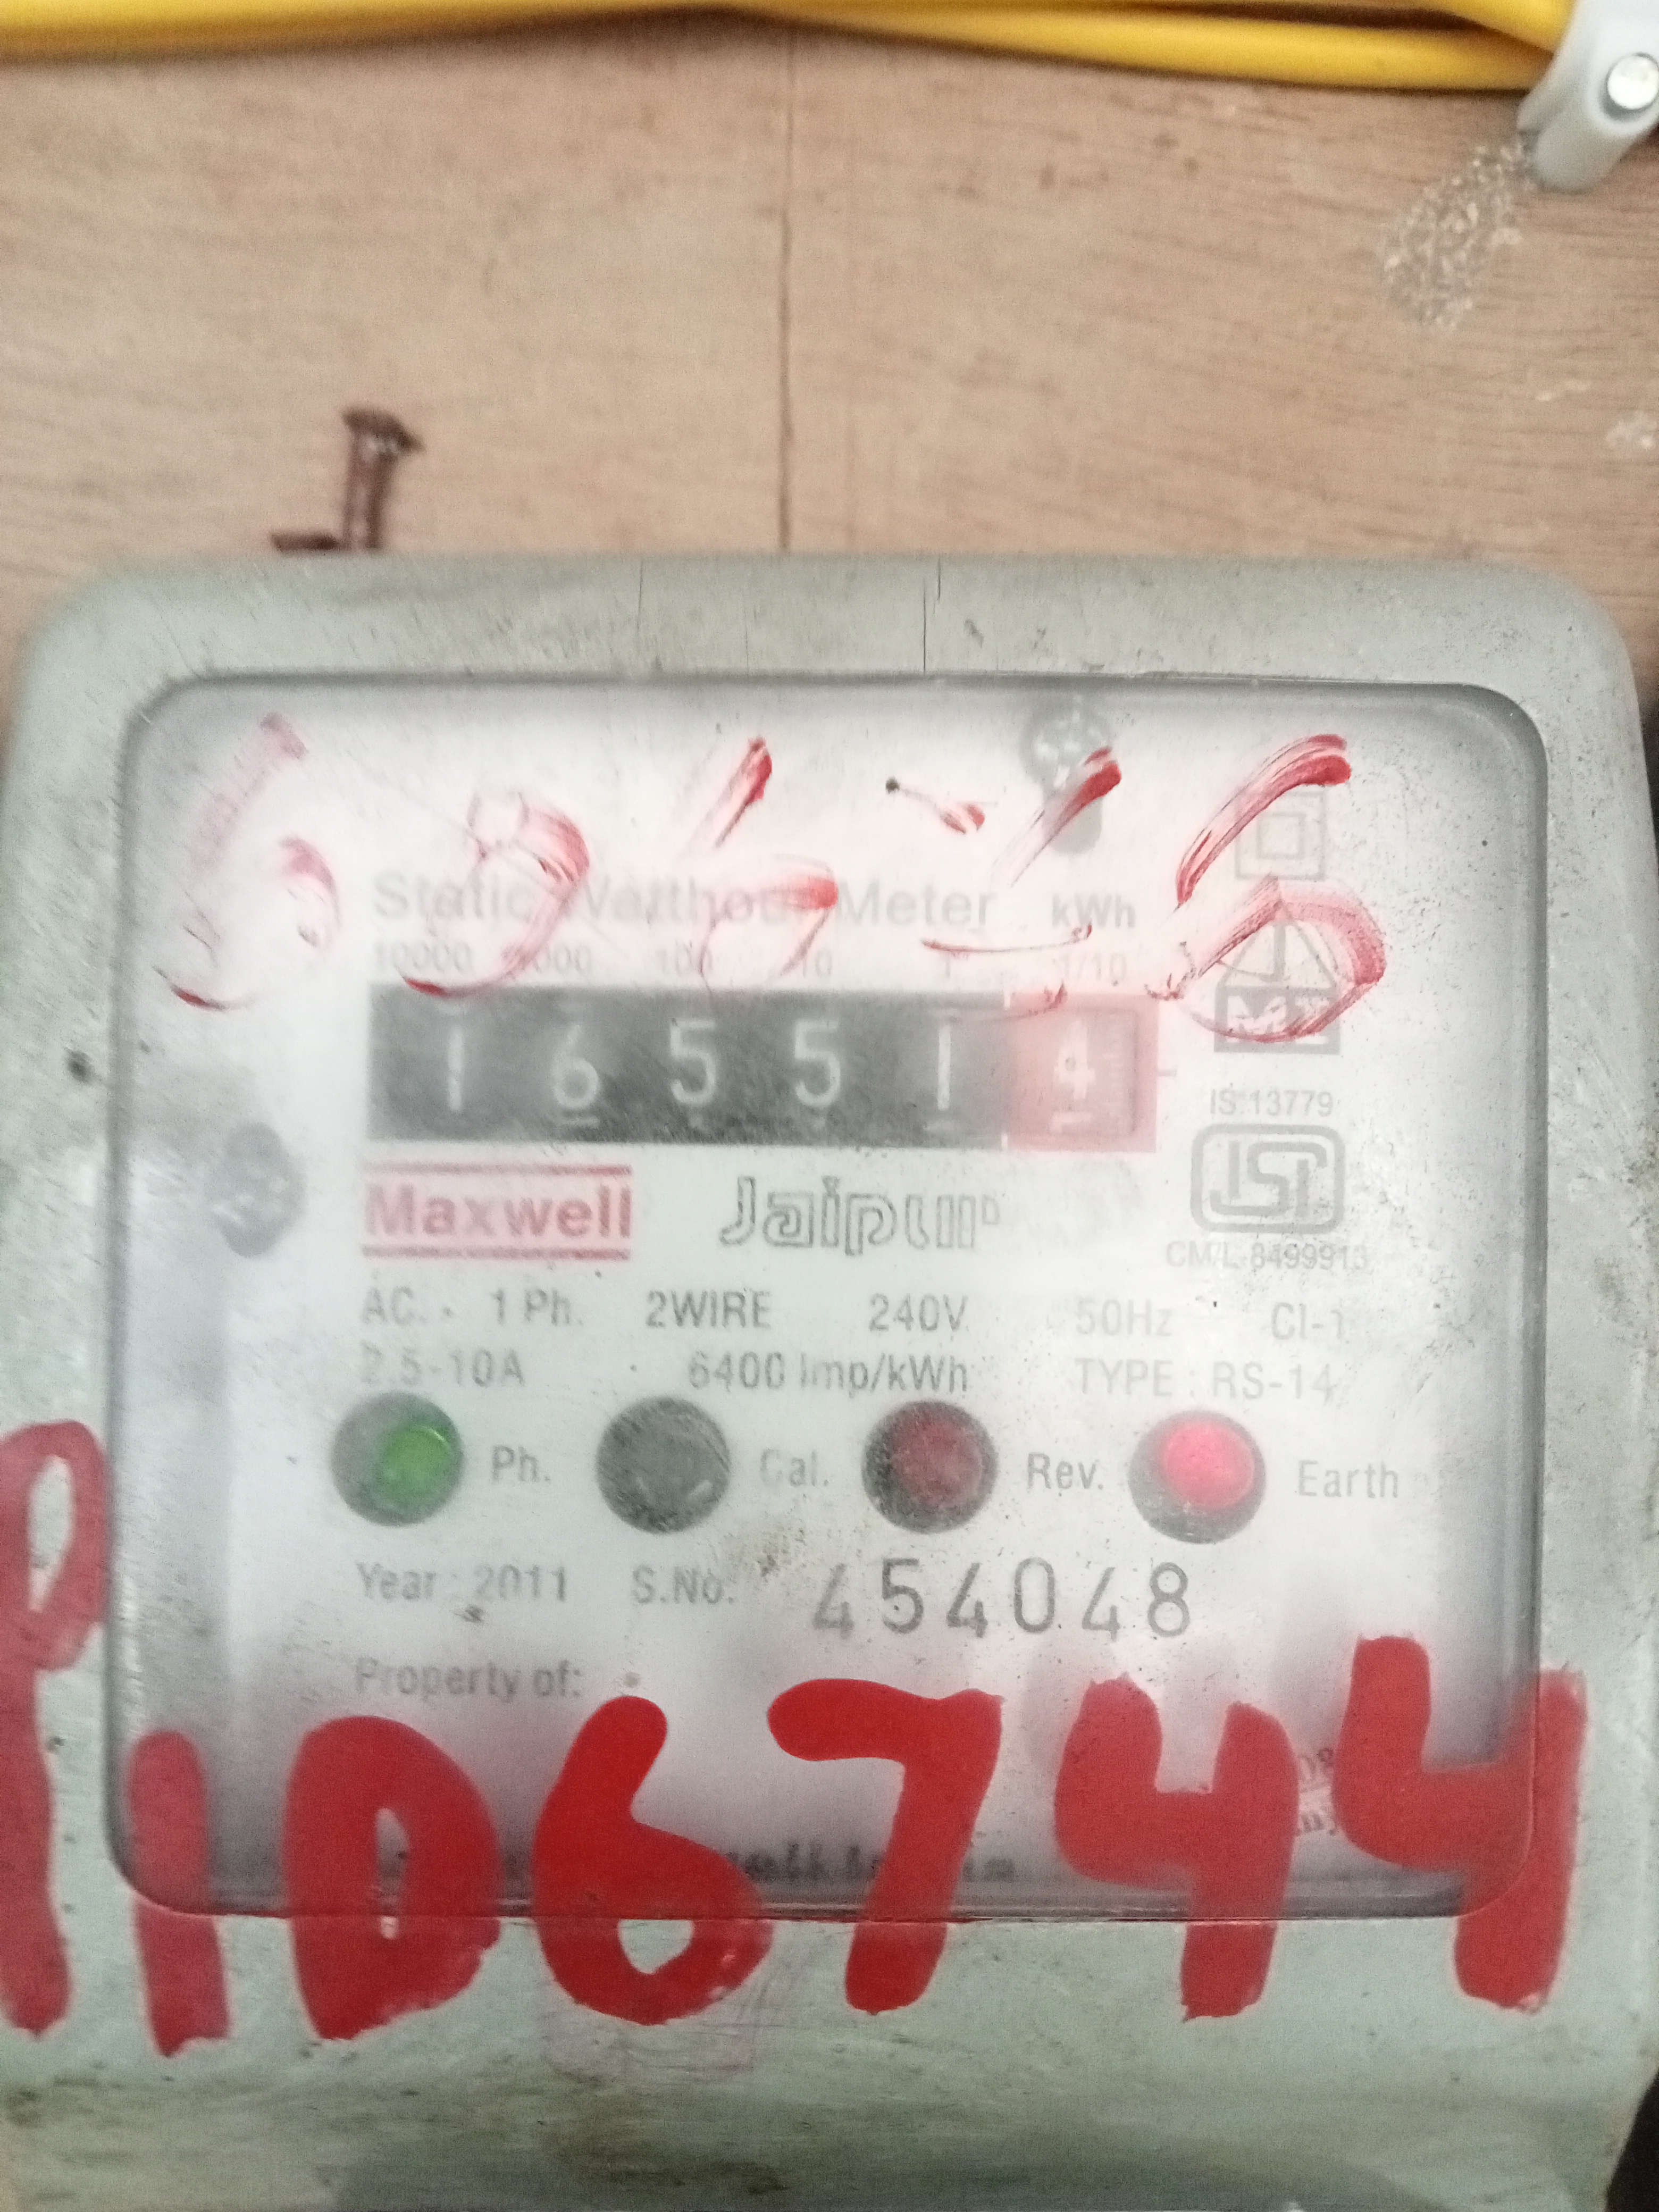 Static Watthour Meter kWh
10000 1000 100 10 1 1/10
1 6 5 5 1 4
IS:13779
ISI
Maxwell Jaipur
CM/L-8499913
AC. - 1 Ph. 2WIRE 240V 50Hz Cl-1
2.5-10A 6400 Imp/kWh TYPE : RS-14
Ph. Cal. Rev. Earth
Year : 2011 S.No. 454048
Property of:
PID6744